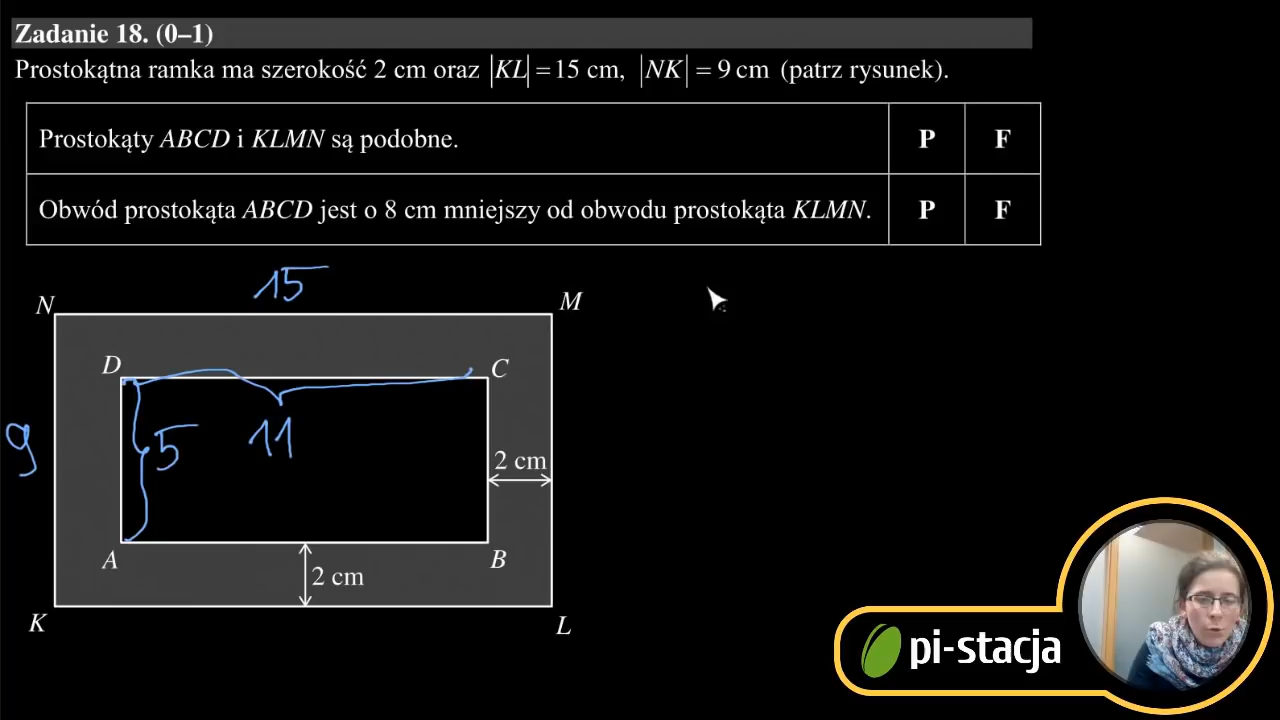 Zadanie 18. (0–1)
Prostokątna ramka ma szerokość 2 cm oraz |KL| = 15 cm, |NK| = 9 cm (patrz rysunek).
Prostokąty ABCD i KLMN są podobne. P F
Obwód prostokąta ABCD jest o 8 cm mniejszy od obwodu prostokąta KLMN. P F
15
N M
D C
9 5 11
2 cm
A B
2 cm
K L
pi-stacja